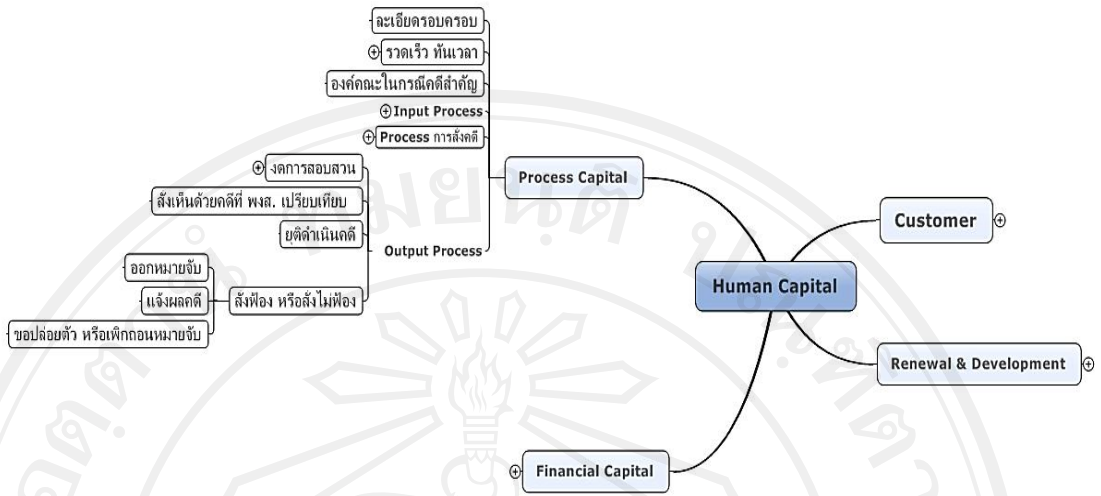 ละเอียดรอบครอบ
รวดเร็ว ทันเวลา
องค์คณะในกรณีคดีสำคัญ
Input Process
Process การสั่งคดี
งดการสอบสวน
สั่งเห็นด้วยคดีที่ พงส. เปรียบเทียบ
ยุติดำเนินคดี
Output Process
ออกหมายจับ
แจ้งผลคดี
สั่งฟ้อง หรือสั่งไม่ฟ้อง
ขอปล่อยตัว หรือเพิกถอนหมายจับ
Process Capital
Customer
Human Capital
Renewal & Development
Financial Capital